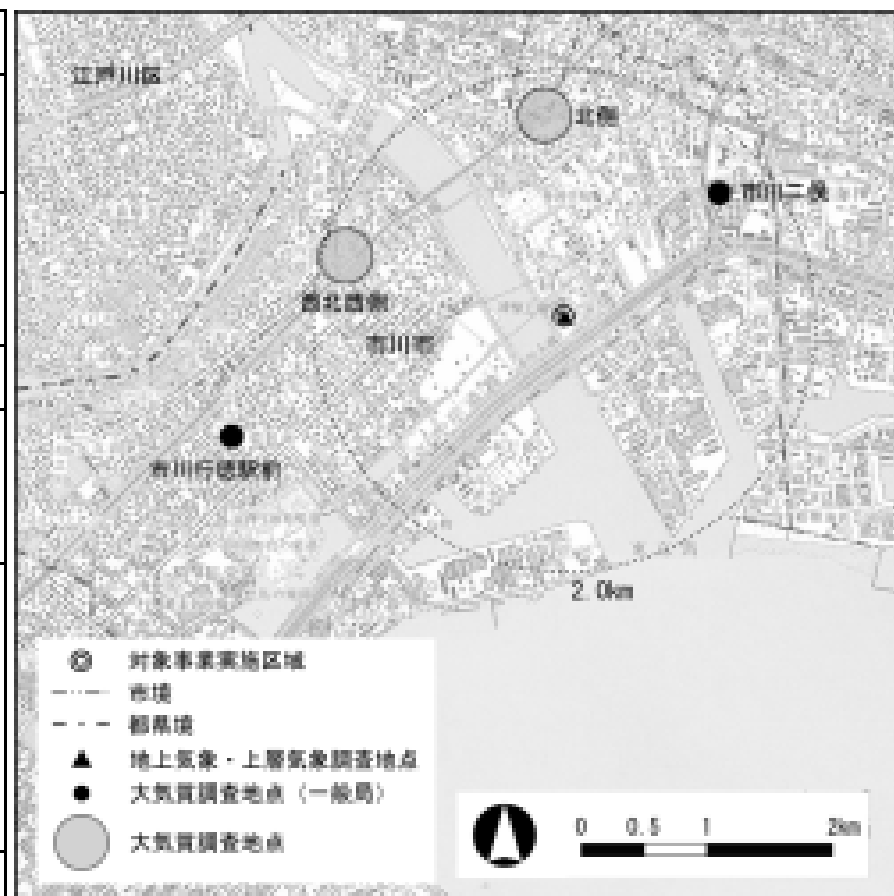 江戸川区
北側
市川二俣
西北西側
市川市
市川行徳駅前
2.0km
対象事業実施区域
市境
都県境
地上気象・上層気象調査地点
大気質調査地点（一般局）
大気質調査地点
0 0.5 1 2km